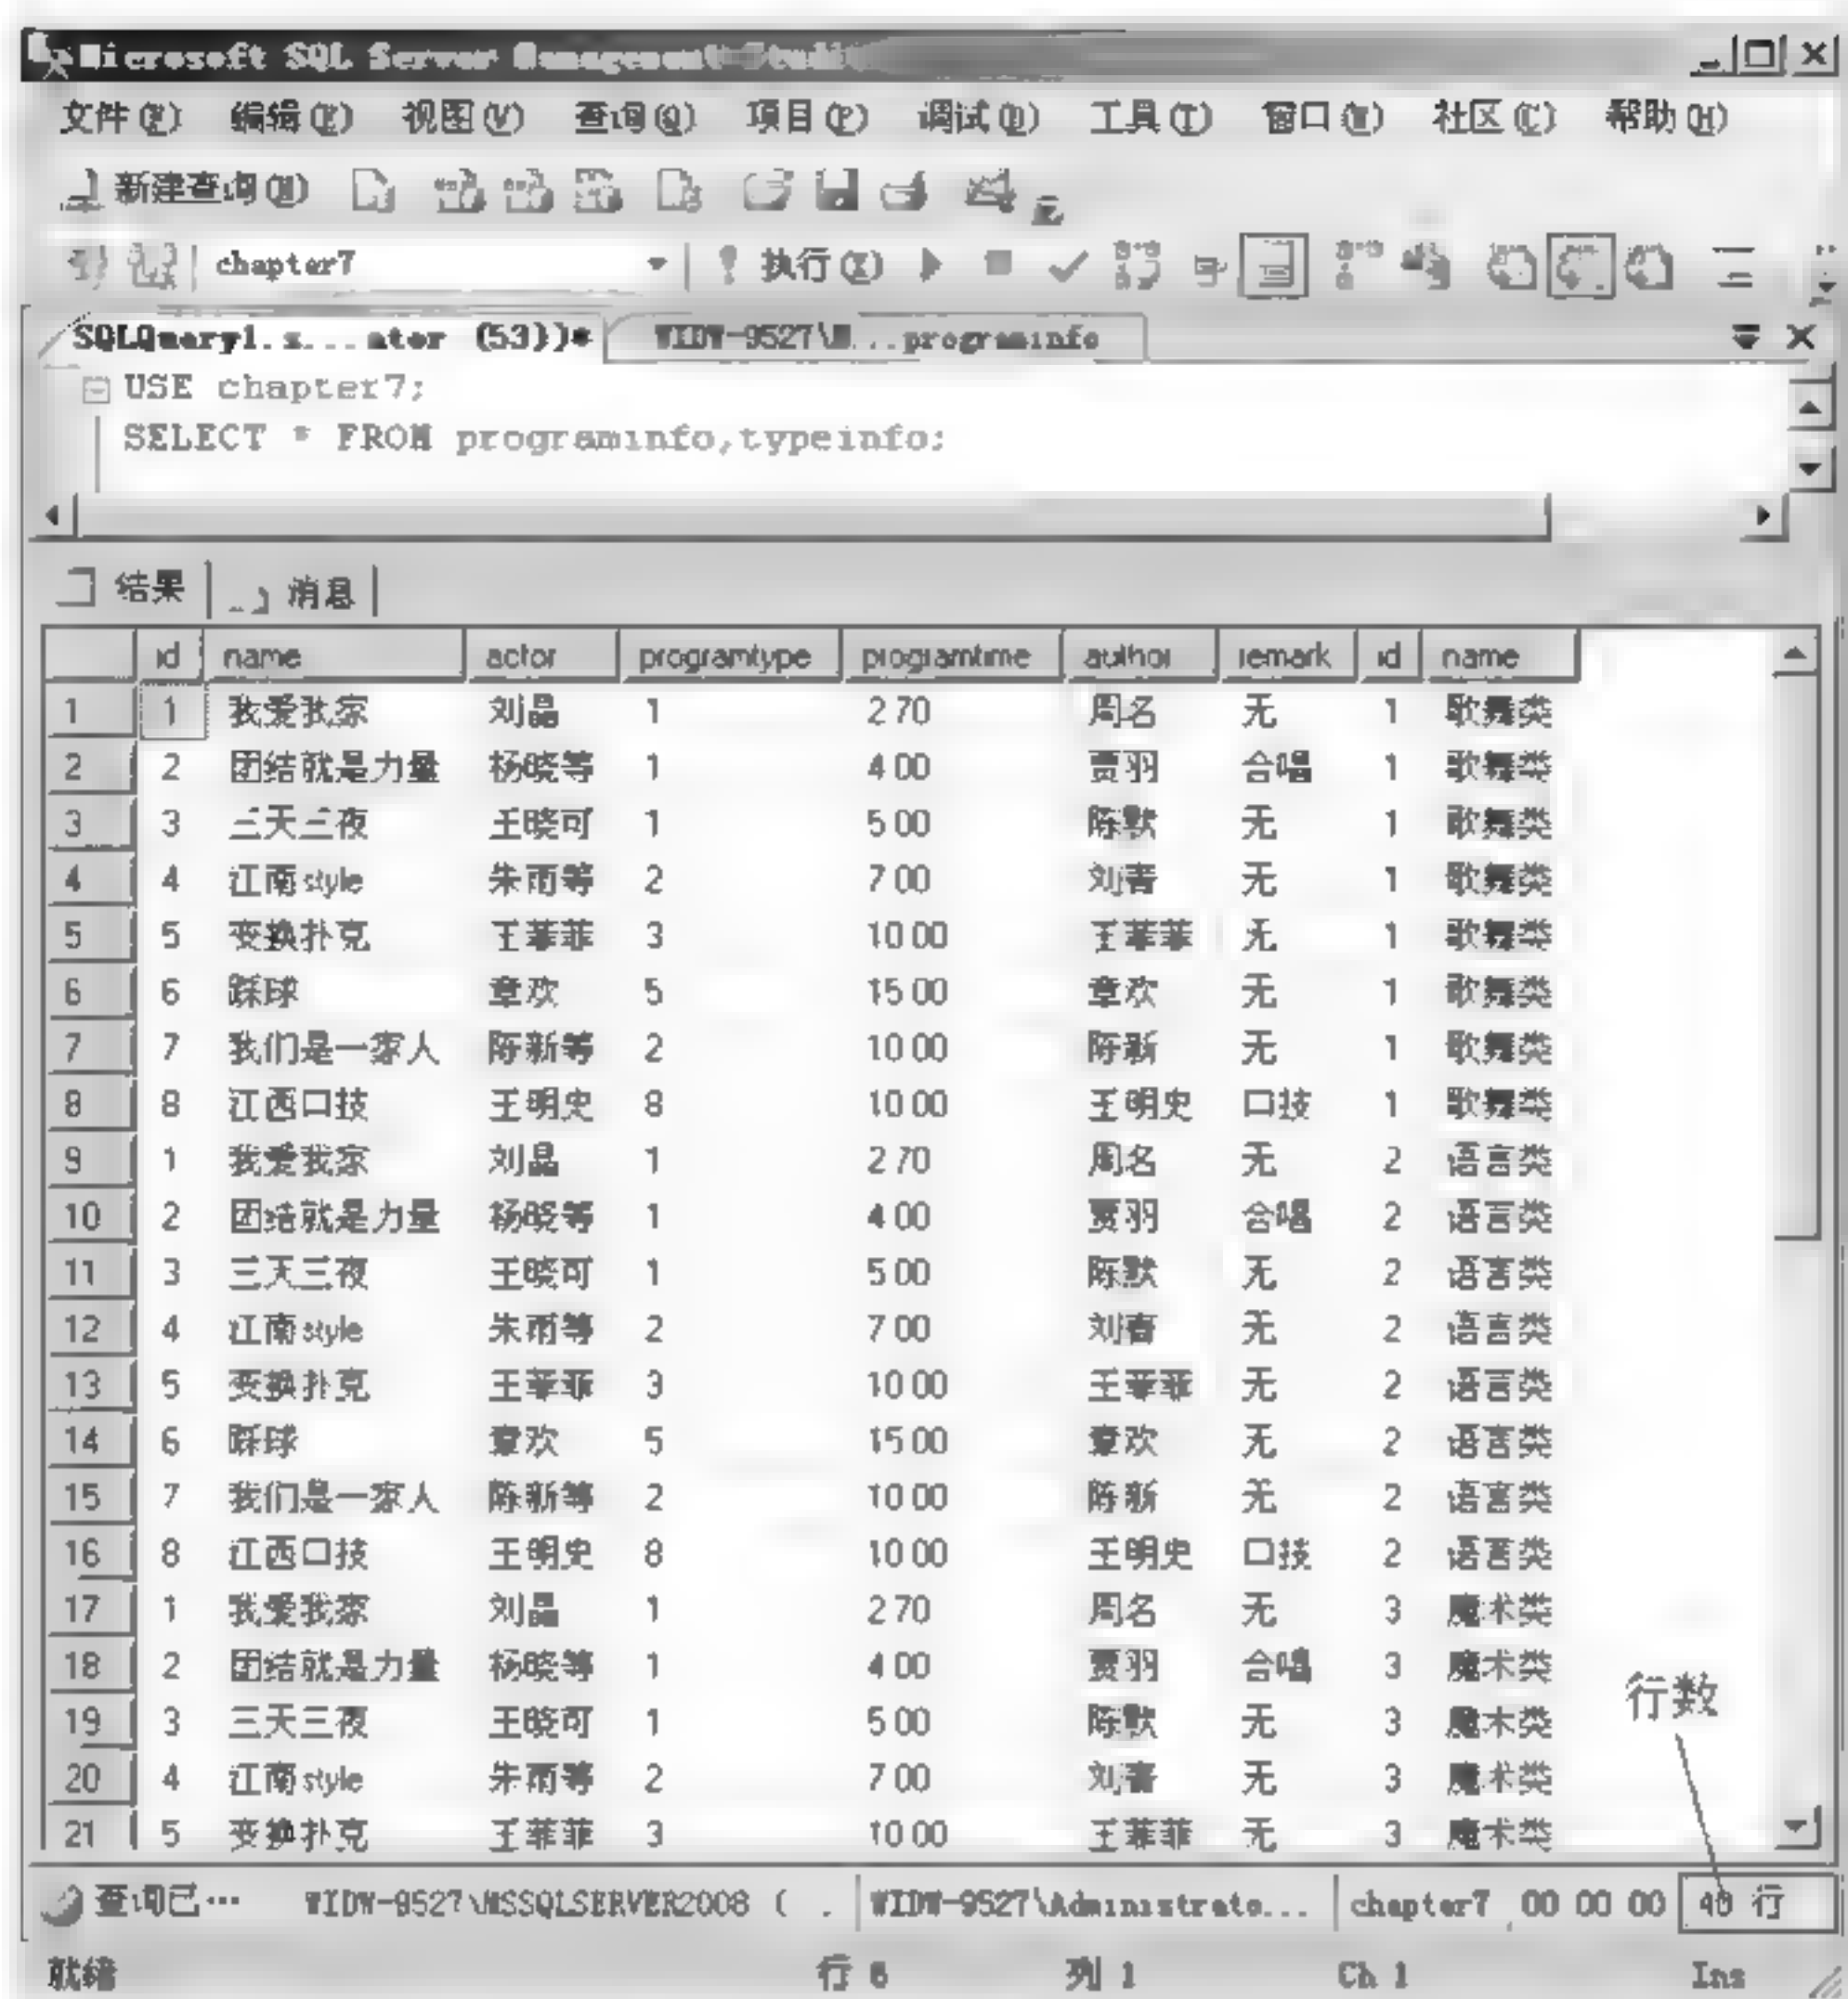 Microsoft SQL Server Management Studi
文件(F) 编辑(E) 视图(V) 查询(Q) 项目(P) 调试(D) 工具(T) 窗口(W) 社区(C) 帮助(H)
新建查询(N)
chapter7 执行(X)
SQLQuery1.s...ator (53))* WIDW-9527\M...programinfo
USE chapter7;
SELECT * FROM programinfo,typeinfo;
结果 消息
id name actor programtype programtime author remark id name
1 1 我爱我家 刘晶 1 2.70 周名 无 1 歌舞类
2 2 团结就是力量 杨晓等 1 4.00 贾羽 合唱 1 歌舞类
3 3 三天三夜 王晓可 1 5.00 陈默 无 1 歌舞类
4 4 江南style 朱雨等 2 7.00 刘青 无 1 歌舞类
5 5 变换扑克 王菲菲 3 10.00 王菲菲 无 1 歌舞类
6 6 踩球 章欢 5 15.00 章欢 无 1 歌舞类
7 7 我们是一家人 陈新等 2 10.00 陈新 无 1 歌舞类
8 8 江西口技 王明史 8 10.00 王明史 口技 1 歌舞类
9 1 我爱我家 刘晶 1 2.70 周名 无 2 语言类
10 2 团结就是力量 杨晓等 1 4.00 贾羽 合唱 2 语言类
11 3 三天三夜 王晓可 1 5.00 陈默 无 2 语言类
12 4 江南style 朱雨等 2 7.00 无 2 语言类
13 5 变换扑克 王菲菲 3 10.00 王菲菲 无 2 语言类
14 6 踩球 章欢 5 15.00 章欢 无 2 语言类
15 7 我们是一家人 陈新等 2 10.00 陈新 无 2 语言类
16 8 江西口技 王明史 8 10.00 王明史 口技 2 语言类
17 1 我爱我家 刘晶 1 2.70 周名 无 3 魔术类
18 2 团结就是力量 杨晓等 1 4.00 贾羽 合唱 3 魔术类
19 3 三天三夜 王晓可 1 5.00 陈默 无 3 魔术类
20 4 江南style 朱雨等 2 7.00 无 3 魔术类
21 5 变换扑克 王菲菲 3 10.00 王菲菲 无 3 魔术类
行数
查询已… WIDW-9527\MSSQLSERVER2008 ( . WIDW-9527\Administrato... chapter7 00:00:00 40 行
就绪 行 6 列 1 Ch 1 Ins